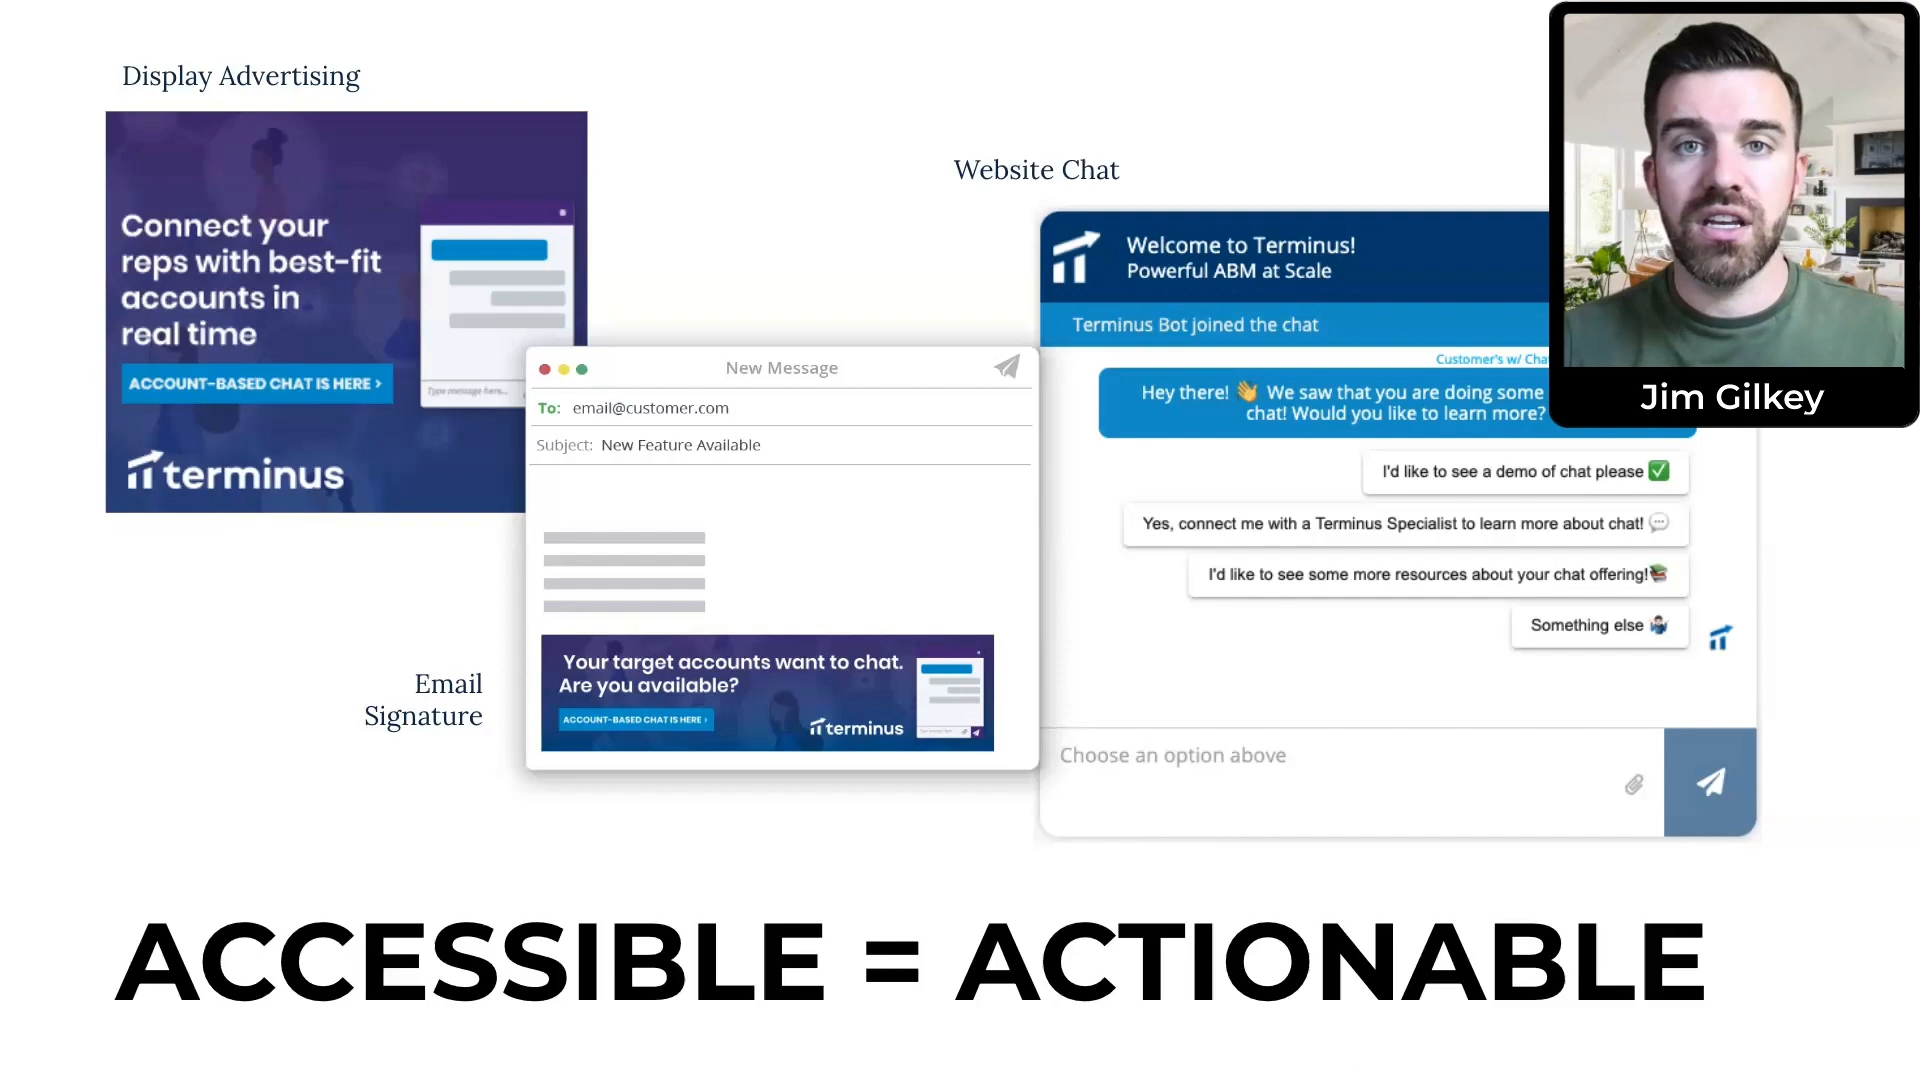 Display Advertising
Connect your
reps with best-fit
accounts in
real time
ACCOUNT-BASED CHAT IS HERE >
Type message here...
terminus
New Message
To: email@customer.com
Subject: New Feature Available
Your target accounts want to chat.
Are you available?
ACCOUNT-BASED CHAT IS HERE >
terminus
Email
Signature
Website Chat
Welcome to Terminus!
Powerful ABM at Scale
Terminus Bot joined the chat
Customer's w/
Hey there! 👋 We saw that you are doing some
chat! Would you like to learn more?
I'd like to see a demo of chat please ✅
Yes, connect me with a Terminus Specialist to learn more about chat! 💬
I'd like to see some more resources about your chat offering!📚
Something else 🤷
Choose an option above
Jim Gilkey
ACCESSIBLE = ACTIONABLE